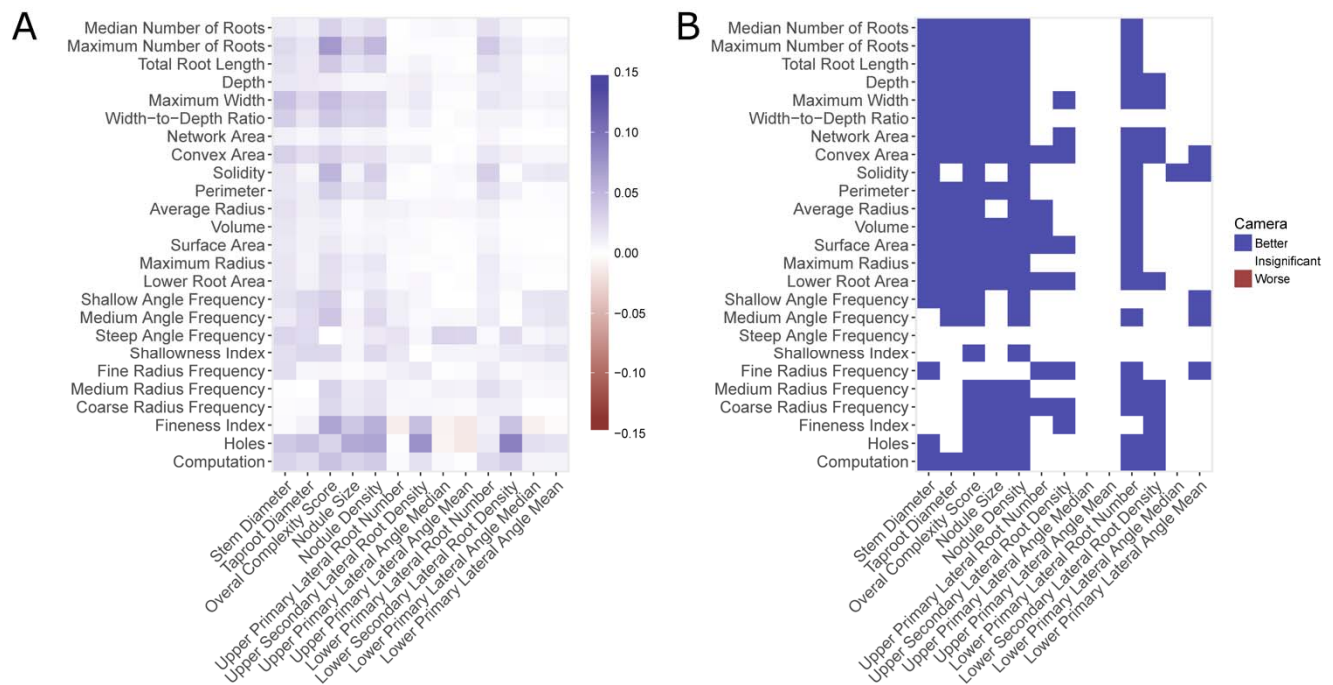 A
Median Number of Roots
Maximum Number of Roots
Total Root Length
Depth
Maximum Width
Width-to-Depth Ratio
Network Area
Convex Area
Solidity
Perimeter
Average Radius
Volume
Surface Area
Maximum Radius
Lower Root Area
Shallow Angle Frequency
Medium Angle Frequency
Steep Angle Frequency
Shallowness Index
Fine Radius Frequency
Medium Radius Frequency
Coarse Radius Frequency
Fineness Index
Holes
Computation
Stem Diameter
Taproot Diameter
Overal Complexity Score
Nodule Size
Nodule Density
Upper Primary Lateral Root Number
Upper Secondary Lateral Root Density
Upper Primary Lateral Angle Median
Upper Primary Lateral Angle Mean
Lower Primary Lateral Root Number
Lower Secondary Lateral Root Density
Lower Primary Lateral Angle Median
Lower Primary Lateral Angle Mean
0.15
0.10
0.05
0.00
−0.05
−0.10
−0.15
B
Median Number of Roots
Maximum Number of Roots
Total Root Length
Depth
Maximum Width
Width-to-Depth Ratio
Network Area
Convex Area
Solidity
Perimeter
Average Radius
Volume
Surface Area
Maximum Radius
Lower Root Area
Shallow Angle Frequency
Medium Angle Frequency
Steep Angle Frequency
Shallowness Index
Fine Radius Frequency
Medium Radius Frequency
Coarse Radius Frequency
Fineness Index
Holes
Computation
Stem Diameter
Taproot Diameter
Overal Complexity Score
Nodule Size
Nodule Density
Upper Primary Lateral Root Number
Upper Secondary Lateral Root Density
Upper Primary Lateral Angle Median
Upper Primary Lateral Angle Mean
Lower Primary Lateral Root Number
Lower Secondary Lateral Root Density
Lower Primary Lateral Angle Median
Lower Primary Lateral Angle Mean
Camera
Better
Insignificant
Worse